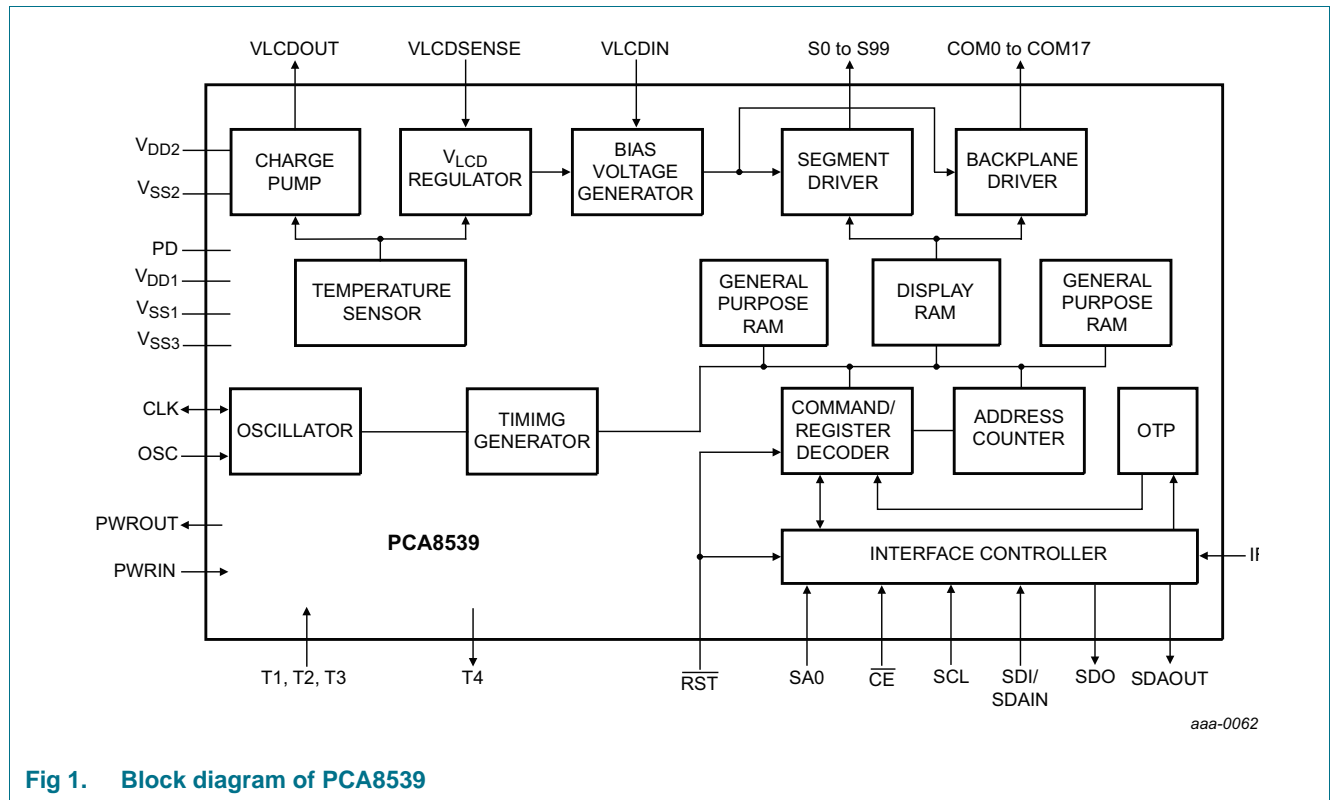 VLCDOUT
VLCDSENSE
VLCDIN
S0 to S99
COM0 to COM17
VDD2
VSS2
PD
VDD1
VSS1
VSS3
CLK
OSC
PWROUT
PWRIN
CHARGE
PUMP
VLCD
REGULATOR
BIAS
VOLTAGE
GENERATOR
SEGMENT
DRIVER
BACKPLANE
DRIVER
TEMPERATURE
SENSOR
GENERAL
PURPOSE
RAM
DISPLAY
RAM
GENERAL
PURPOSE
RAM
OSCILLATOR
TIMIMG
GENERATOR
COMMAND/
REGISTER
DECODER
ADDRESS
COUNTER
OTP
PCA8539
INTERFACE CONTROLLER
T1, T2, T3
T4
RST
SA0
CE
SCL
SDI/
SDAIN
SDO
SDAOUT
aaa-0062
Fig 1. Block diagram of PCA8539